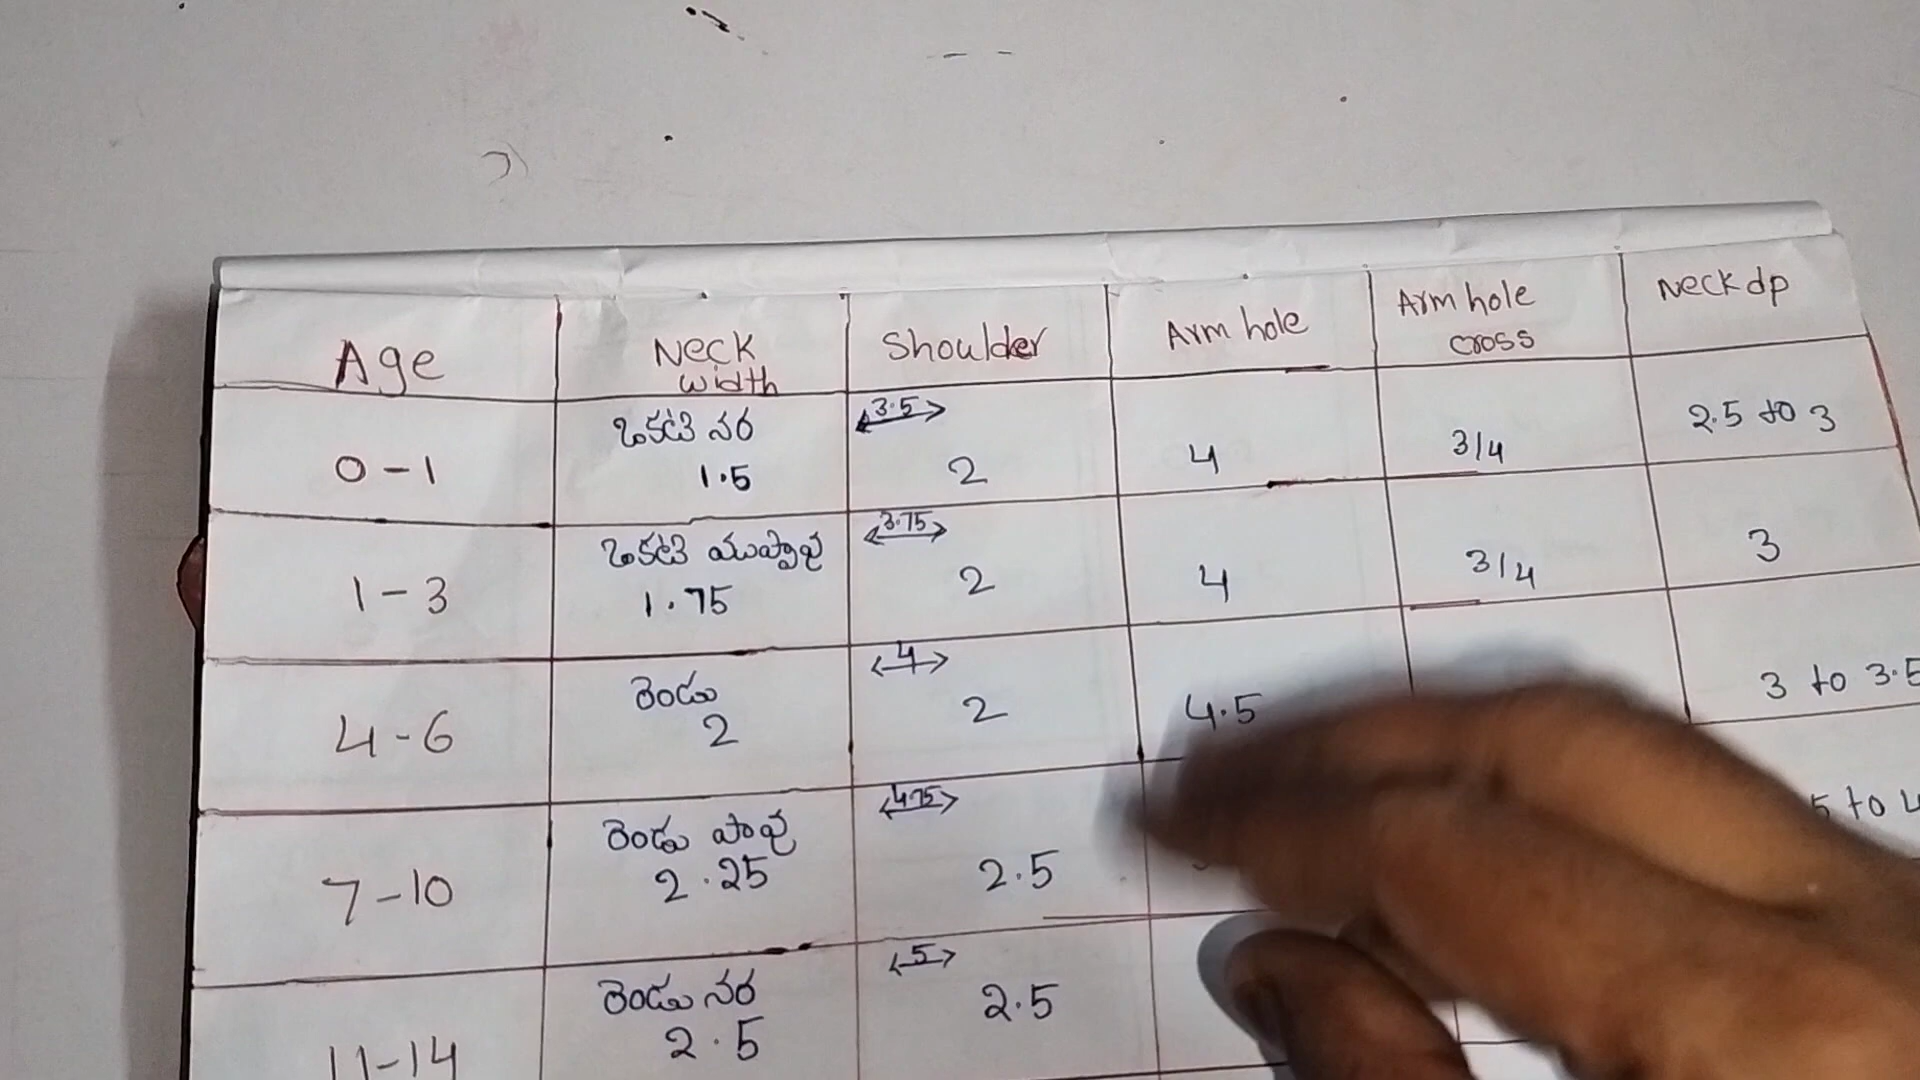 Age
Neck
width
Shoulder
Arm hole
Arm hole
cross
Neck dp
0-1
ఒకటి నర
1.5
3.5
2
4
3/4
2.5 to 3
1-3
ఒకటి ముప్పావు
1.75
3.75
2
4
3/4
3
4-6
రెండు
2
4
2
4.5
3 to 3.5
7-10
రెండు పావు
2.25
4.75
2.5
5 to 4
11-14
రెండు నర
2.5
5
2.5